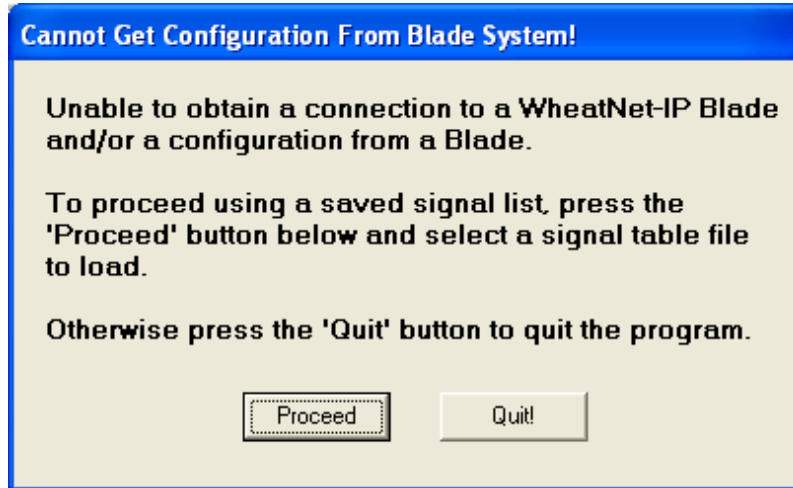 Cannot Get Configuration From Blade System!
Unable to obtain a connection to a WheatNet-IP Blade
and/or a configuration from a Blade.
To proceed using a saved signal list, press the
'Proceed' button below and select a signal table file
to load.
Otherwise press the 'Quit' button to quit the program.
Proceed
Quit!